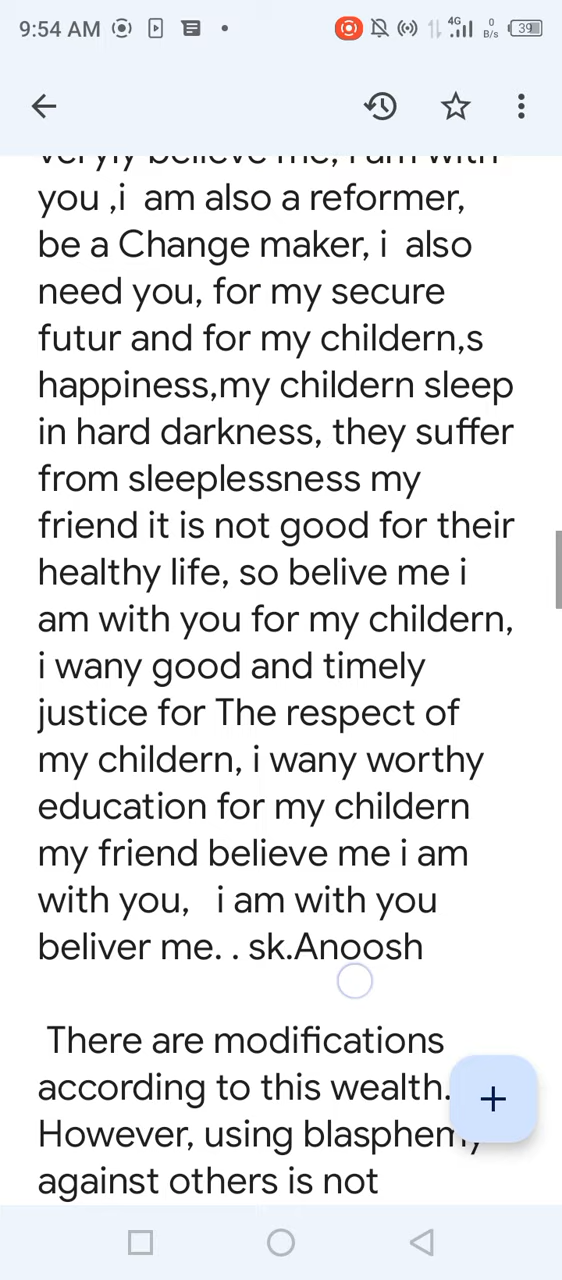 9:54 AM
4G
0
B/s
39
you ,i am also a reformer,
be a Change maker, i also
need you, for my secure
futur and for my childern,s
happiness,my childern sleep
in hard darkness, they suffer
from sleeplessness my
friend it is not good for their
healthy life, so belive me i
am with you for my childern,
i wany good and timely
justice for The respect of
my childern, i wany worthy
education for my childern
my friend believe me i am
with you, i am with you
beliver me. . sk.Anoosh
There are modifications
according to this wealth.
However, using blasphemy
against others is not